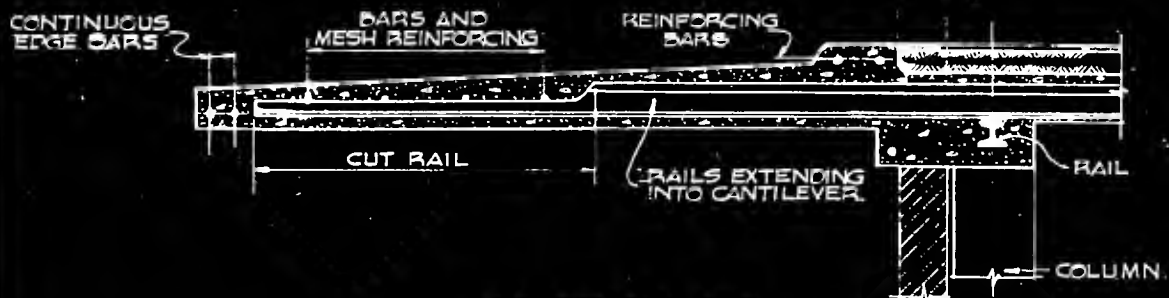 CONTINUOUS
EDGE BARS
BARS AND
MESH REINFORCING
REINFORCING
BARS
CUT RAIL
RAILS EXTENDING
INTO CANTILEVER.
RAIL
COLUMN.